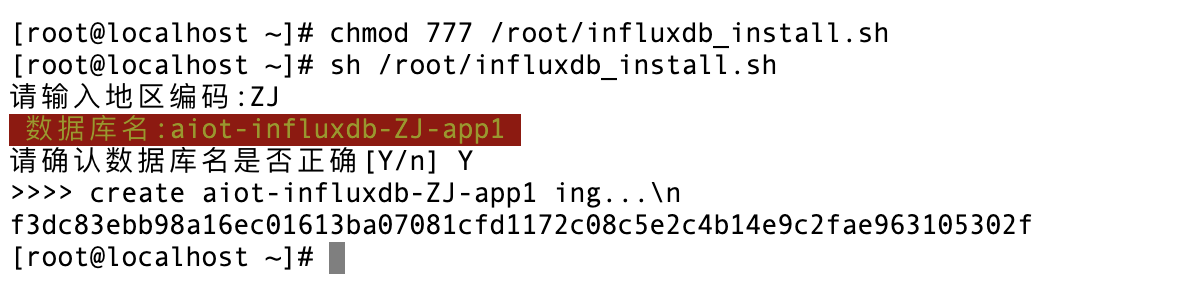 [root@localhost ~]# chmod 777 /root/influxdb_install.sh
[root@localhost ~]# sh /root/influxdb_install.sh
请输入地区编码:ZJ
数据库名:aiot-influxdb-ZJ-app1
请确认数据库名是否正确[Y/n] Y
>>>> create aiot-influxdb-ZJ-app1 ing...\n
f3dc83ebb98a16ec01613ba07081cfd1172c08c5e2c4b14e9c2fae963105302f
[root@localhost ~]#